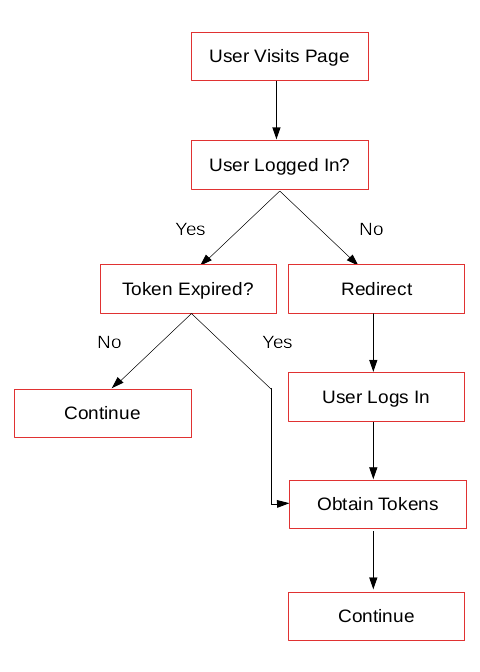 User Visits Page
User Logged In?
Yes
No
Token Expired?
Redirect
No
Yes
User Logs In
Continue
Obtain Tokens
Continue